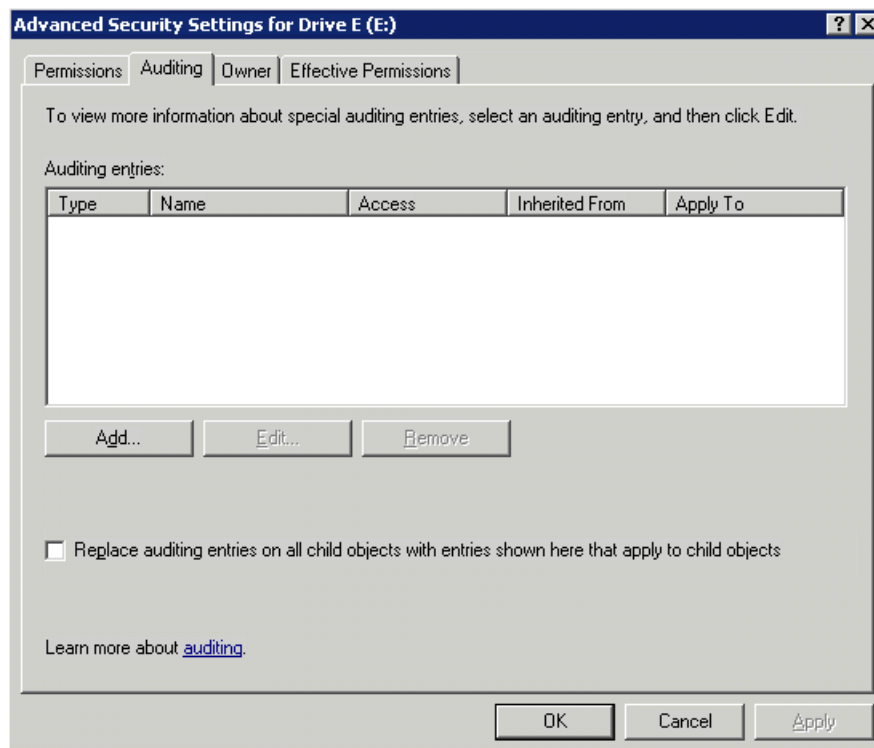 Advanced Security Settings for Drive E (E:)
Permissions Auditing Owner Effective Permissions
To view more information about special auditing entries, select an auditing entry, and then click Edit.
Auditing entries:
Type Name Access Inherited From Apply To
Add... Edit... Remove
Replace auditing entries on all child objects with entries shown here that apply to child objects
Learn more about auditing.
OK Cancel Apply